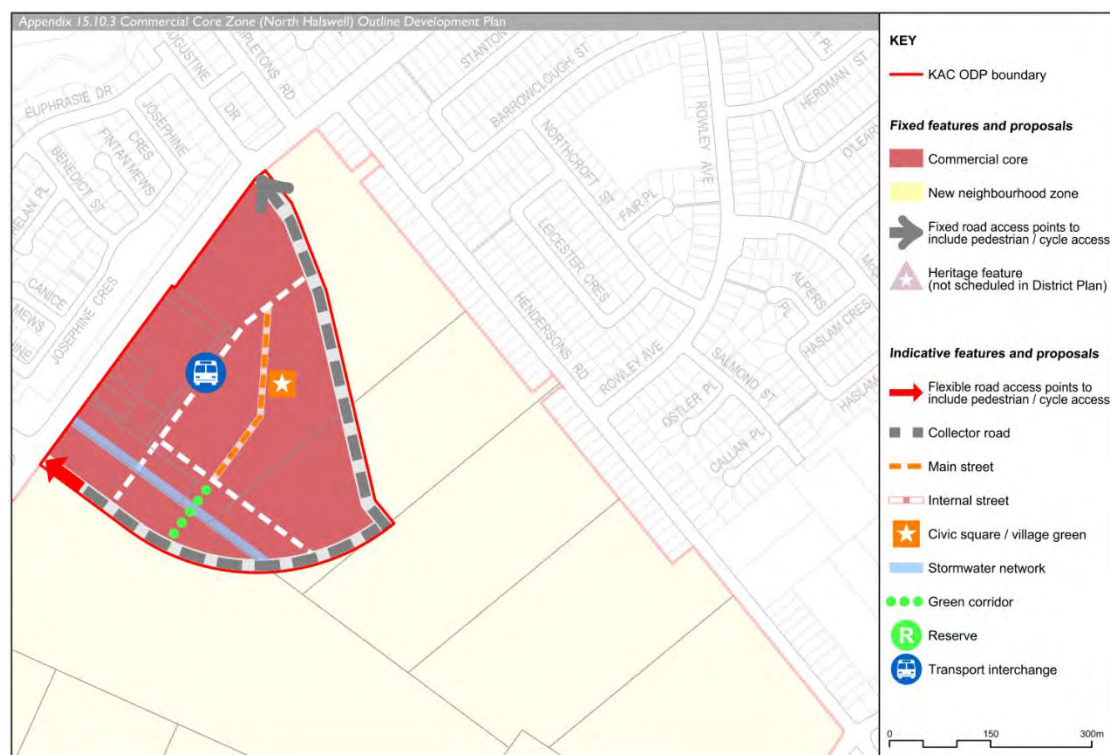 Appendix 15.10.3 Commercial Core Zone (North Halswell) Outline Development Plan
EUPHRASIE DR
AUGUSTINE
DR
JOSEPHINE
CRES
FINTAN MEWS
BENEDICT ST
CANICE
MEWS
JOSEPHINE CRES
RD
STANTON
BARROWCLOUGH ST
NORTHCROFT ST
FAIR PL
LEICESTER CRES
ROWLEY AVE
HERDMAN ST
HENDERSONS RD
ROWLEY AVE
ALPERS
PL
HASLAM CRES
SALMOND ST
OSTLER PL
CALLAN PL
KEY
KAC ODP boundary
Fixed features and proposals
Commercial core
New neighbourhood zone
Fixed road access points to
include pedestrian / cycle access
Heritage feature
(not scheduled in District Plan)
Indicative features and proposals
Flexible road access points to
include pedestrian / cycle access
Collector road
Main street
Internal street
Civic square / village green
Stormwater network
Green corridor
R
Reserve
Transport interchange
0 150 300m